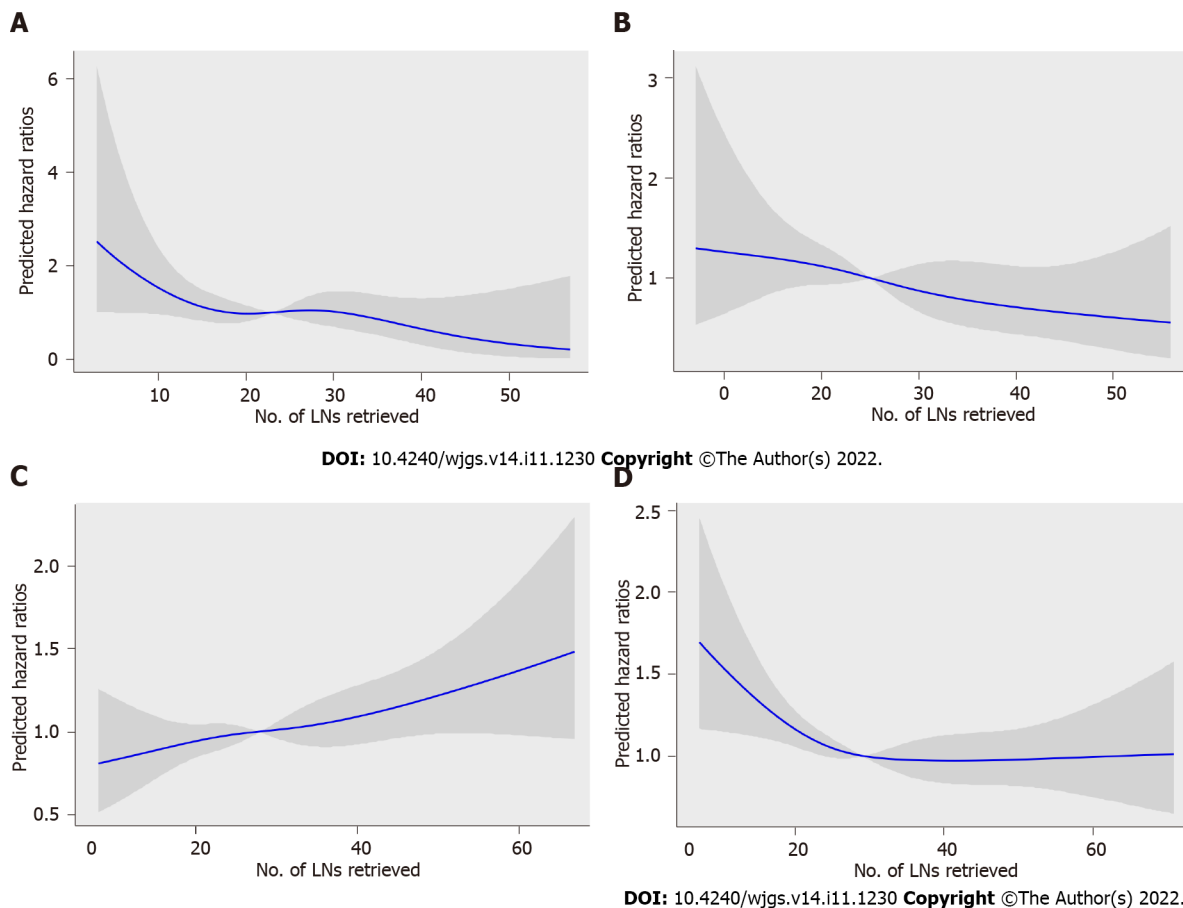 A
B
Predicted hazard ratios
6
4
2
0
10 20 30 40 50
No. of LNs retrieved
Predicted hazard ratios
3
2
1
0 20 30 40 50
No. of LNs retrieved
DOI: 10.4240/wjgs.v14.i11.1230 Copyright ©The Author(s) 2022.
C
D
Predicted hazard ratios
2.0
1.5
1.0
0.5
0 20 40 60
No. of LNs retrieved
Predicted hazard ratios
2.5
2.0
1.5
1.0
0 20 40 60
No. of LNs retrieved
DOI: 10.4240/wjgs.v14.i11.1230 Copyright ©The Author(s) 2022.